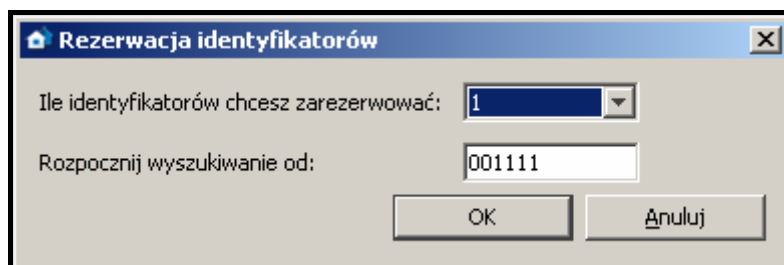 Rezerwacja identyfikatorów
Ile identyfikatorów chcesz zarezerwować: 1
Rozpocznij wyszukiwanie od: 001111
OK Anuluj